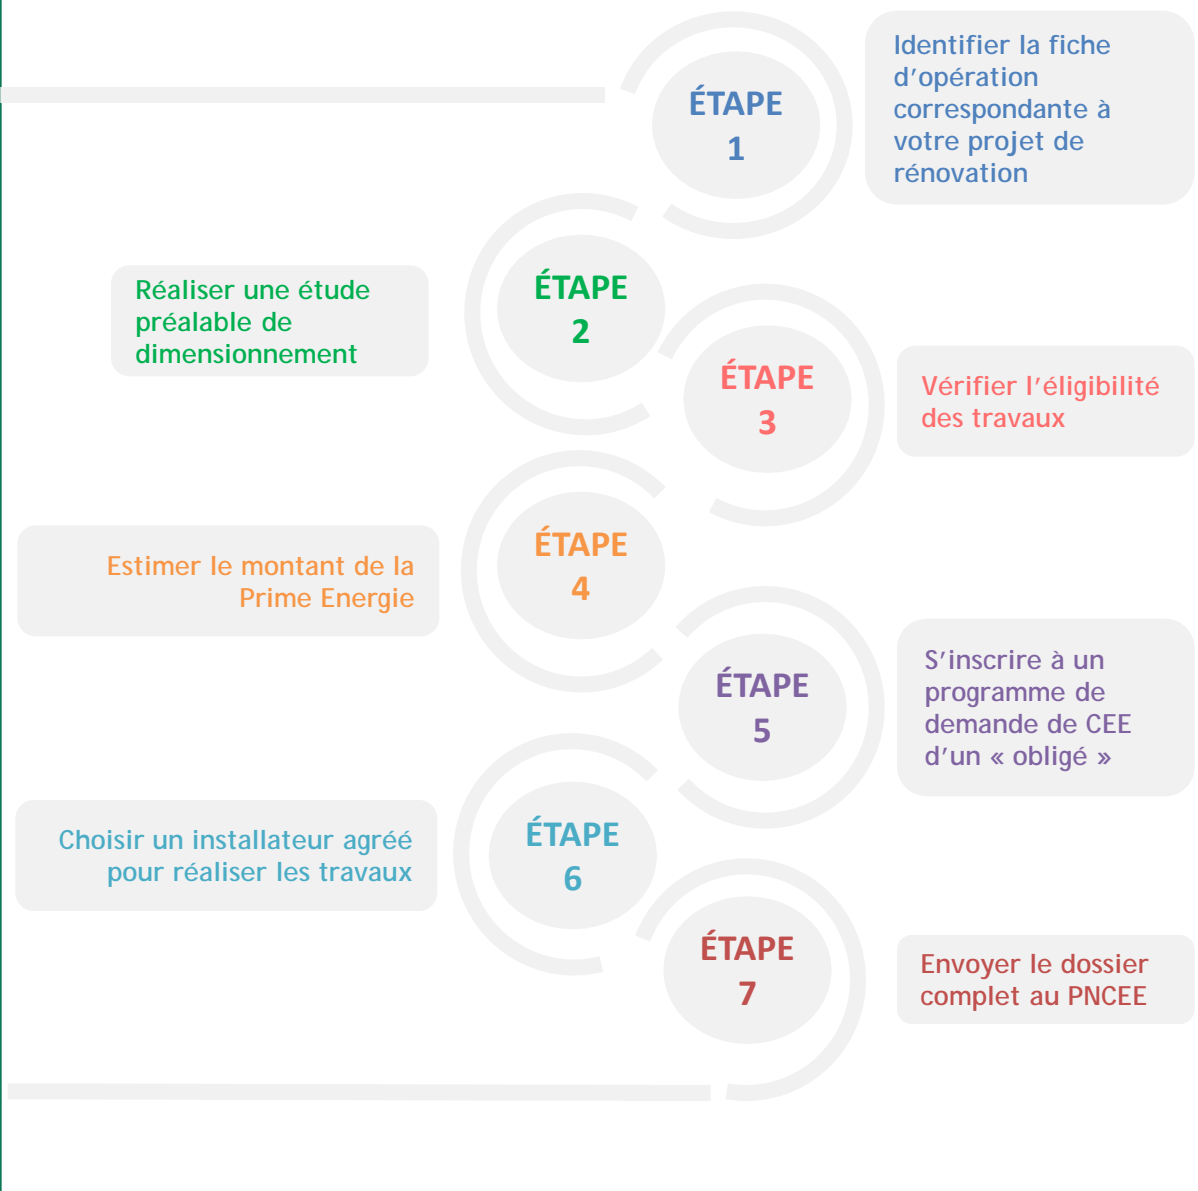 ÉTAPE
1
Identifier la fiche
d’opération
correspondante à
votre projet de
rénovation
ÉTAPE
2
Réaliser une étude
préalable de
dimensionnement
ÉTAPE
3
Vérifier l’éligibilité
des travaux
ÉTAPE
4
Estimer le montant de la
Prime Energie
ÉTAPE
5
S’inscrire à un
programme de
demande de CEE
d’un « obligé »
ÉTAPE
6
Choisir un installateur agréé
pour réaliser les travaux
ÉTAPE
7
Envoyer le dossier
complet au PNCEE